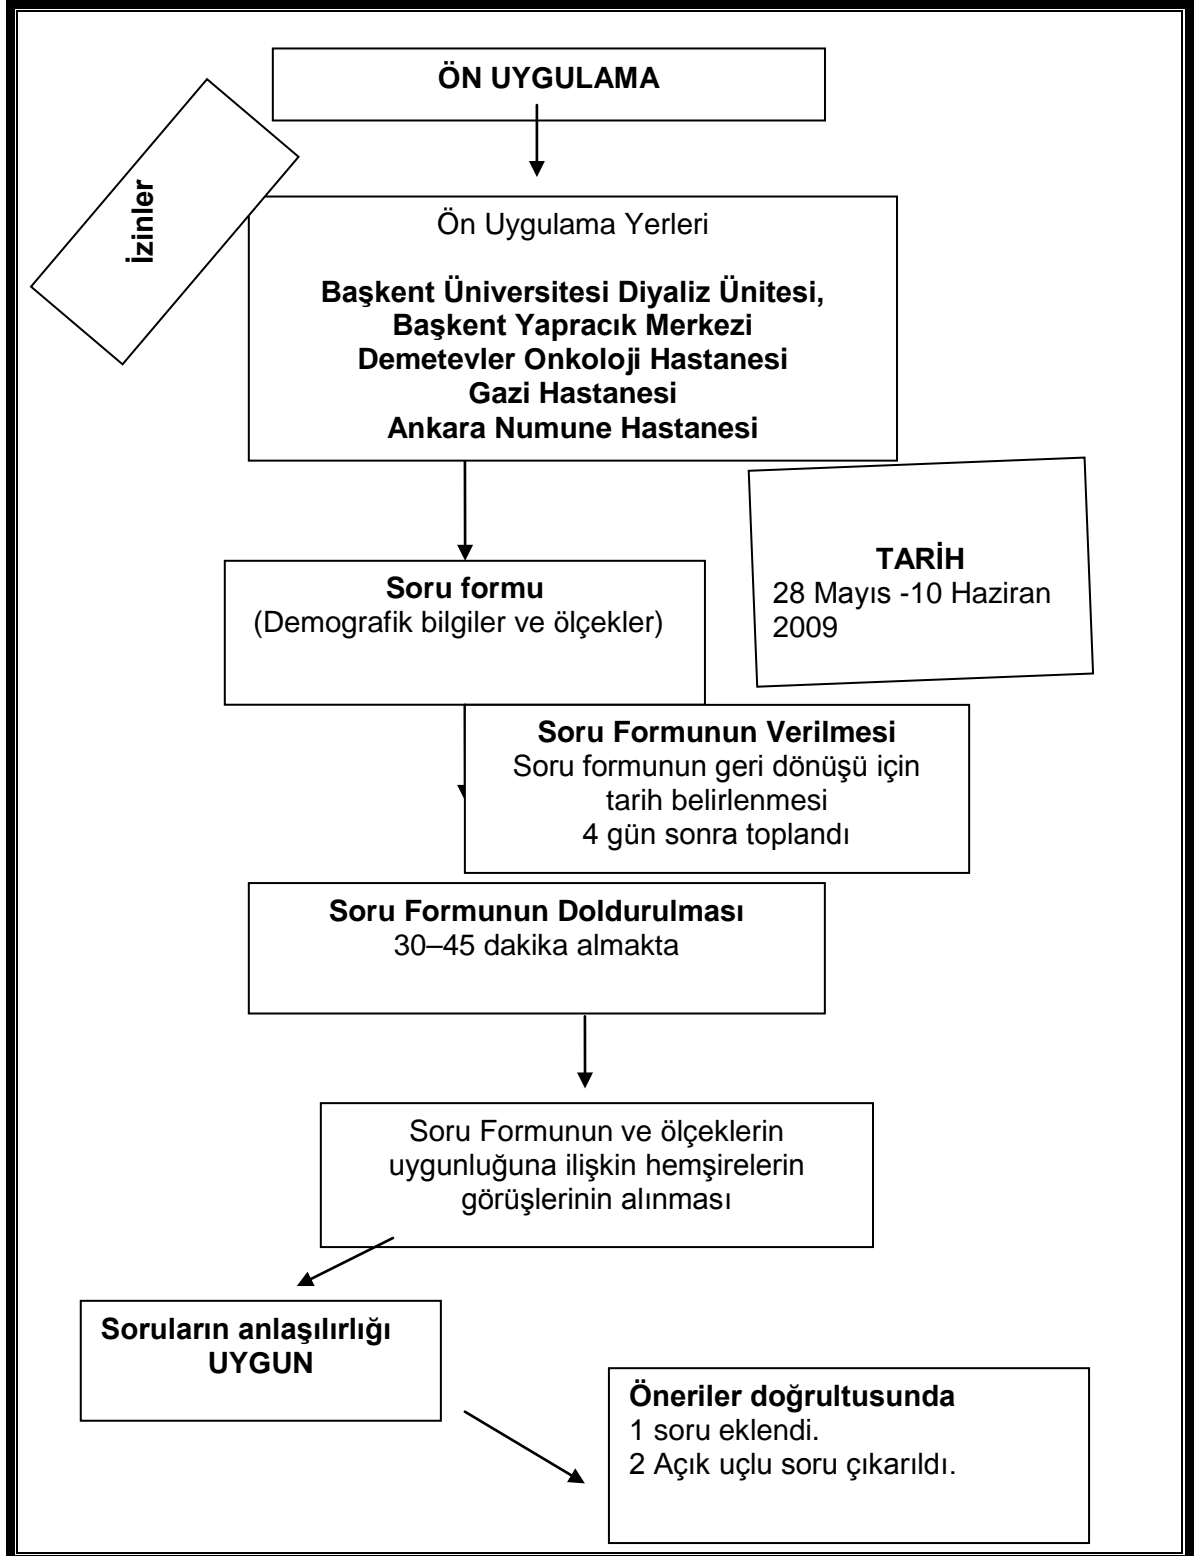 ÖN UYGULAMA
İzinler
Ön Uygulama Yerleri
Başkent Üniversitesi Diyaliz Ünitesi,
Başkent Yapracık Merkezi
Demetevler Onkoloji Hastanesi
Gazi Hastanesi
Ankara Numune Hastanesi
TARİH
28 Mayıs -10 Haziran
2009
Soru formu
(Demografik bilgiler ve ölçekler)
Soru Formunun Verilmesi
Soru formunun geri dönüşü için
tarih belirlenmesi
4 gün sonra toplandı
Soru Formunun Doldurulması
30–45 dakika almakta
Soru Formunun ve ölçeklerin
uygunluğuna ilişkin hemşirelerin
görüşlerinin alınması
Soruların anlaşılırlığı
UYGUN
Öneriler doğrultusunda
1 soru eklendi.
2 Açık uçlu soru çıkarıldı.